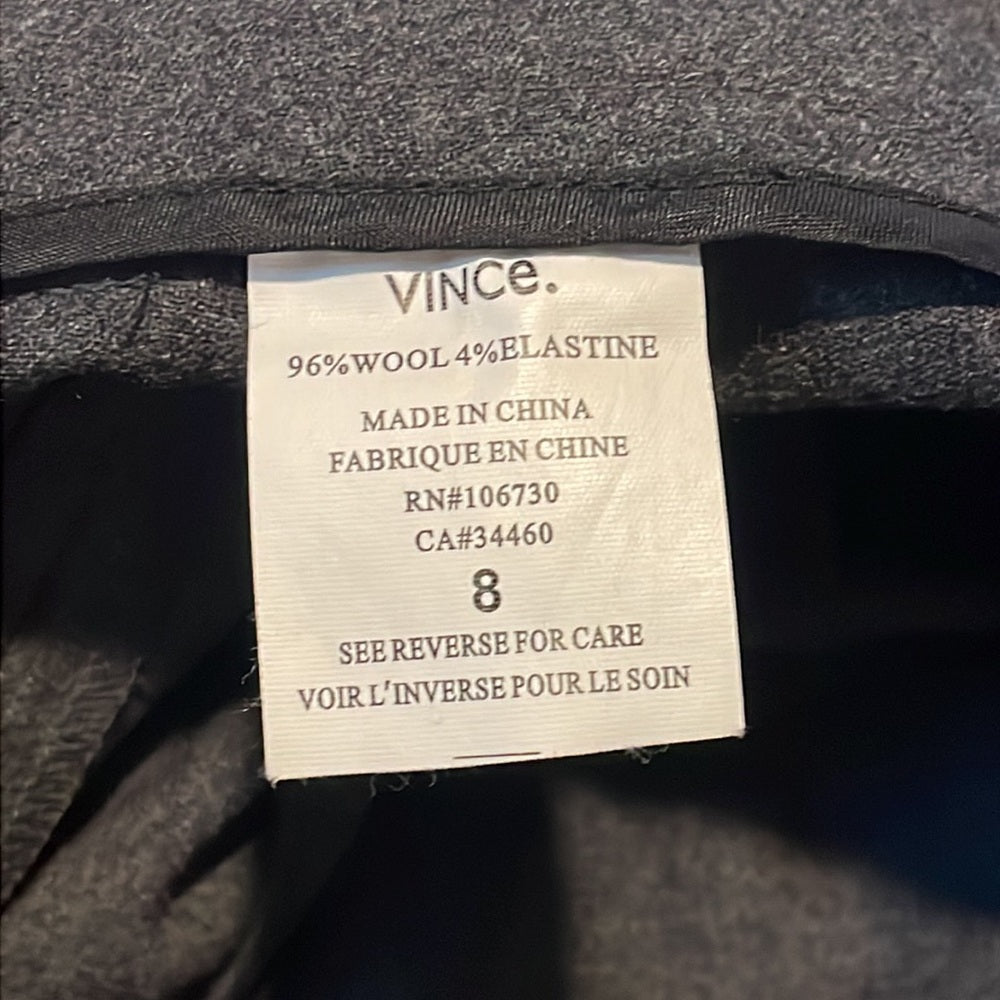 VINCe.
96%WOOL 4%ELASTINE
MADE IN CHINA
FABRIQUE EN CHINE
RN#106730
CA#34460
8
SEE REVERSE FOR CARE
VOIR L'INVERSE POUR LE SOIN